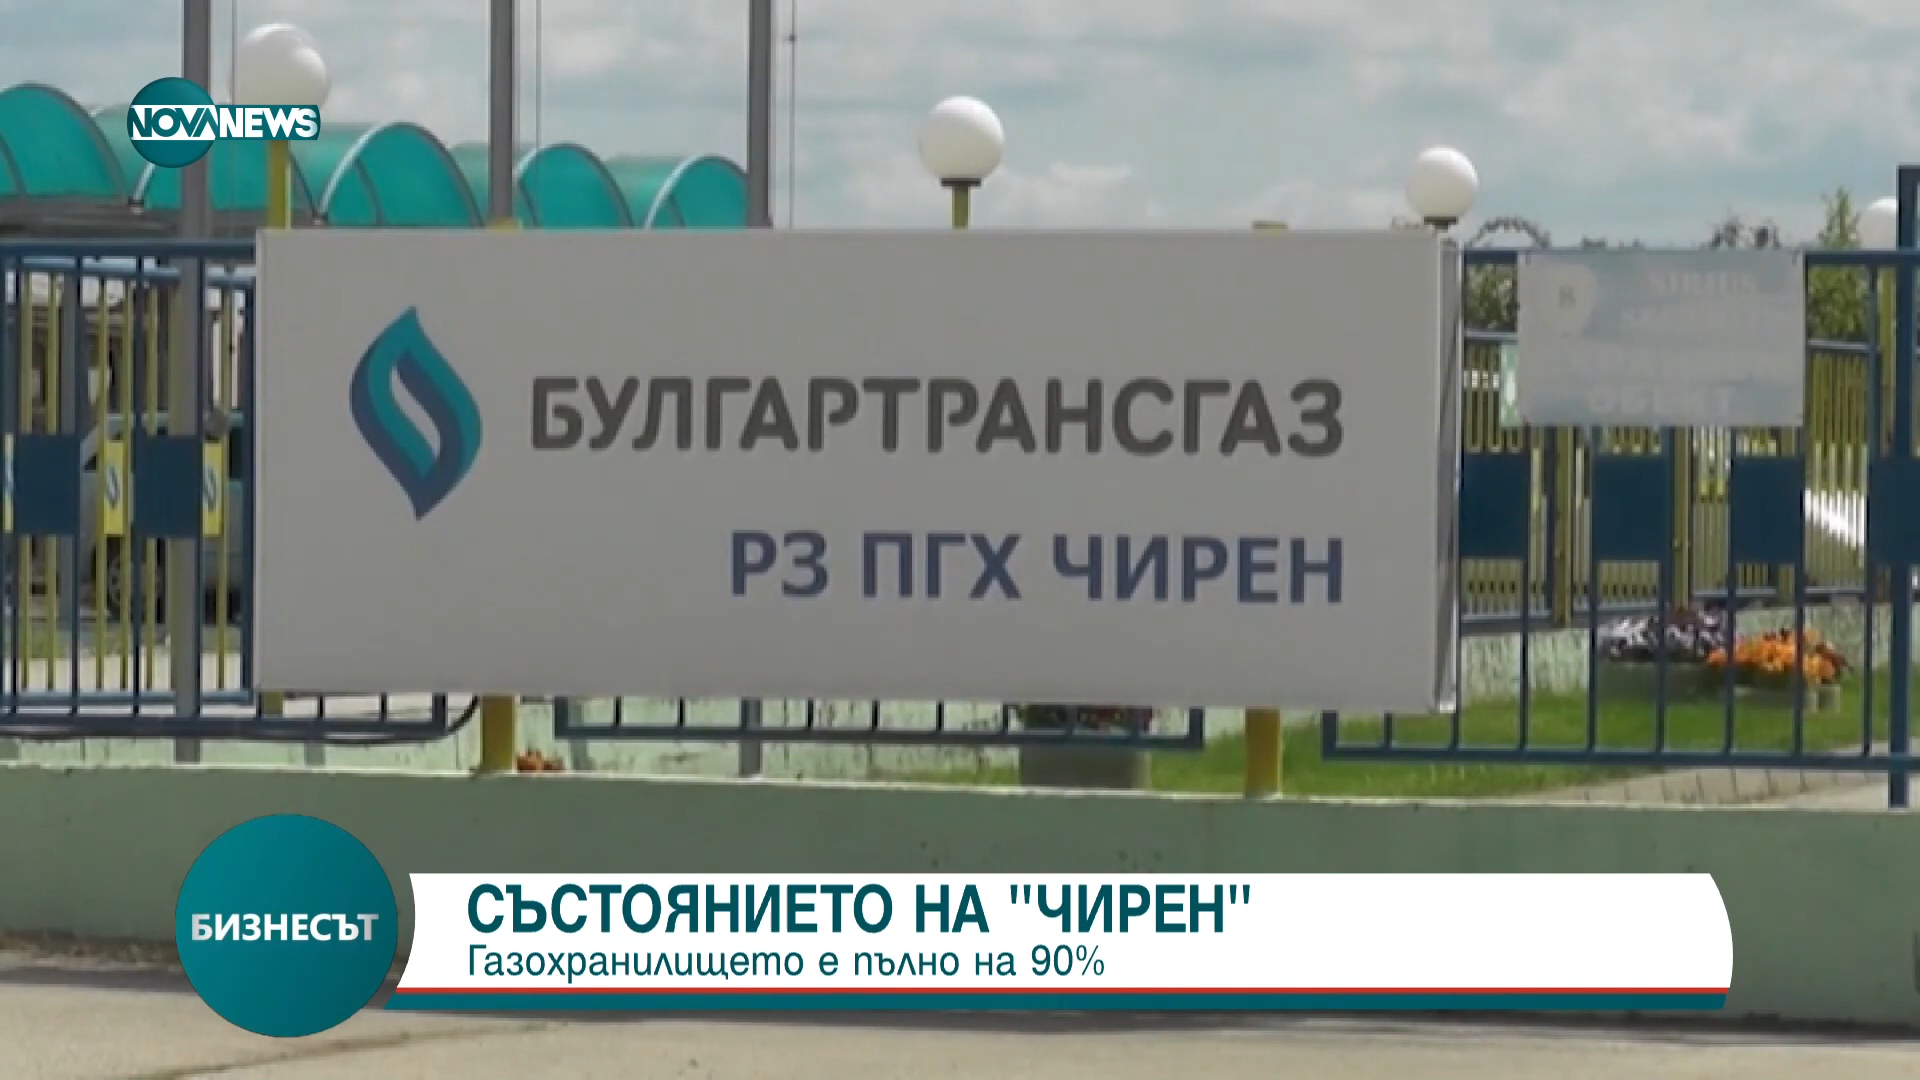 NOVANEWS
БУЛГАРТРАНСГАЗ
РЗ ПГХ ЧИРЕН
БИЗНЕСЪТ
СЪСТОЯНИЕТО НА "ЧИРЕН"
Газохранилището е пълно на 90%